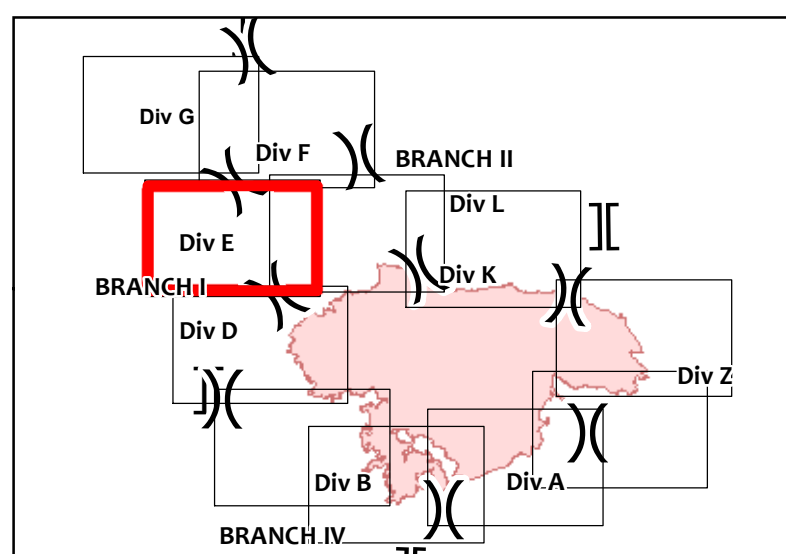 Div G
Div F
BRANCH II
Div L
Div E
Div K
BRANCH I
Div D
Div Z
Div B
Div A
BRANCH IV